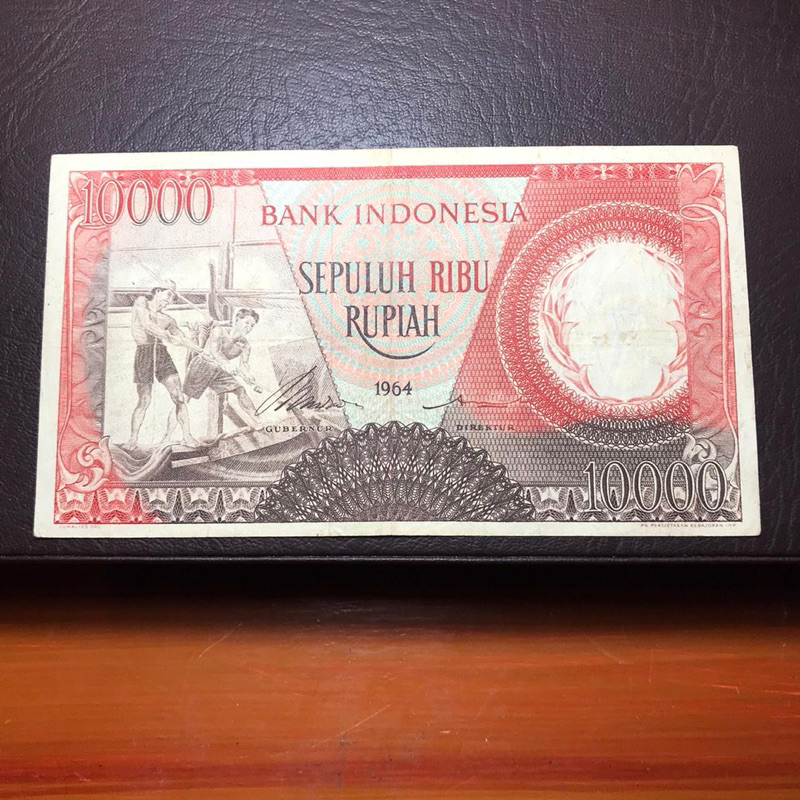 10000
BANK INDONESIA
SEPULUH RIBU
RUPIAH
1964
GUBERNUR
DIREKTUR
10000